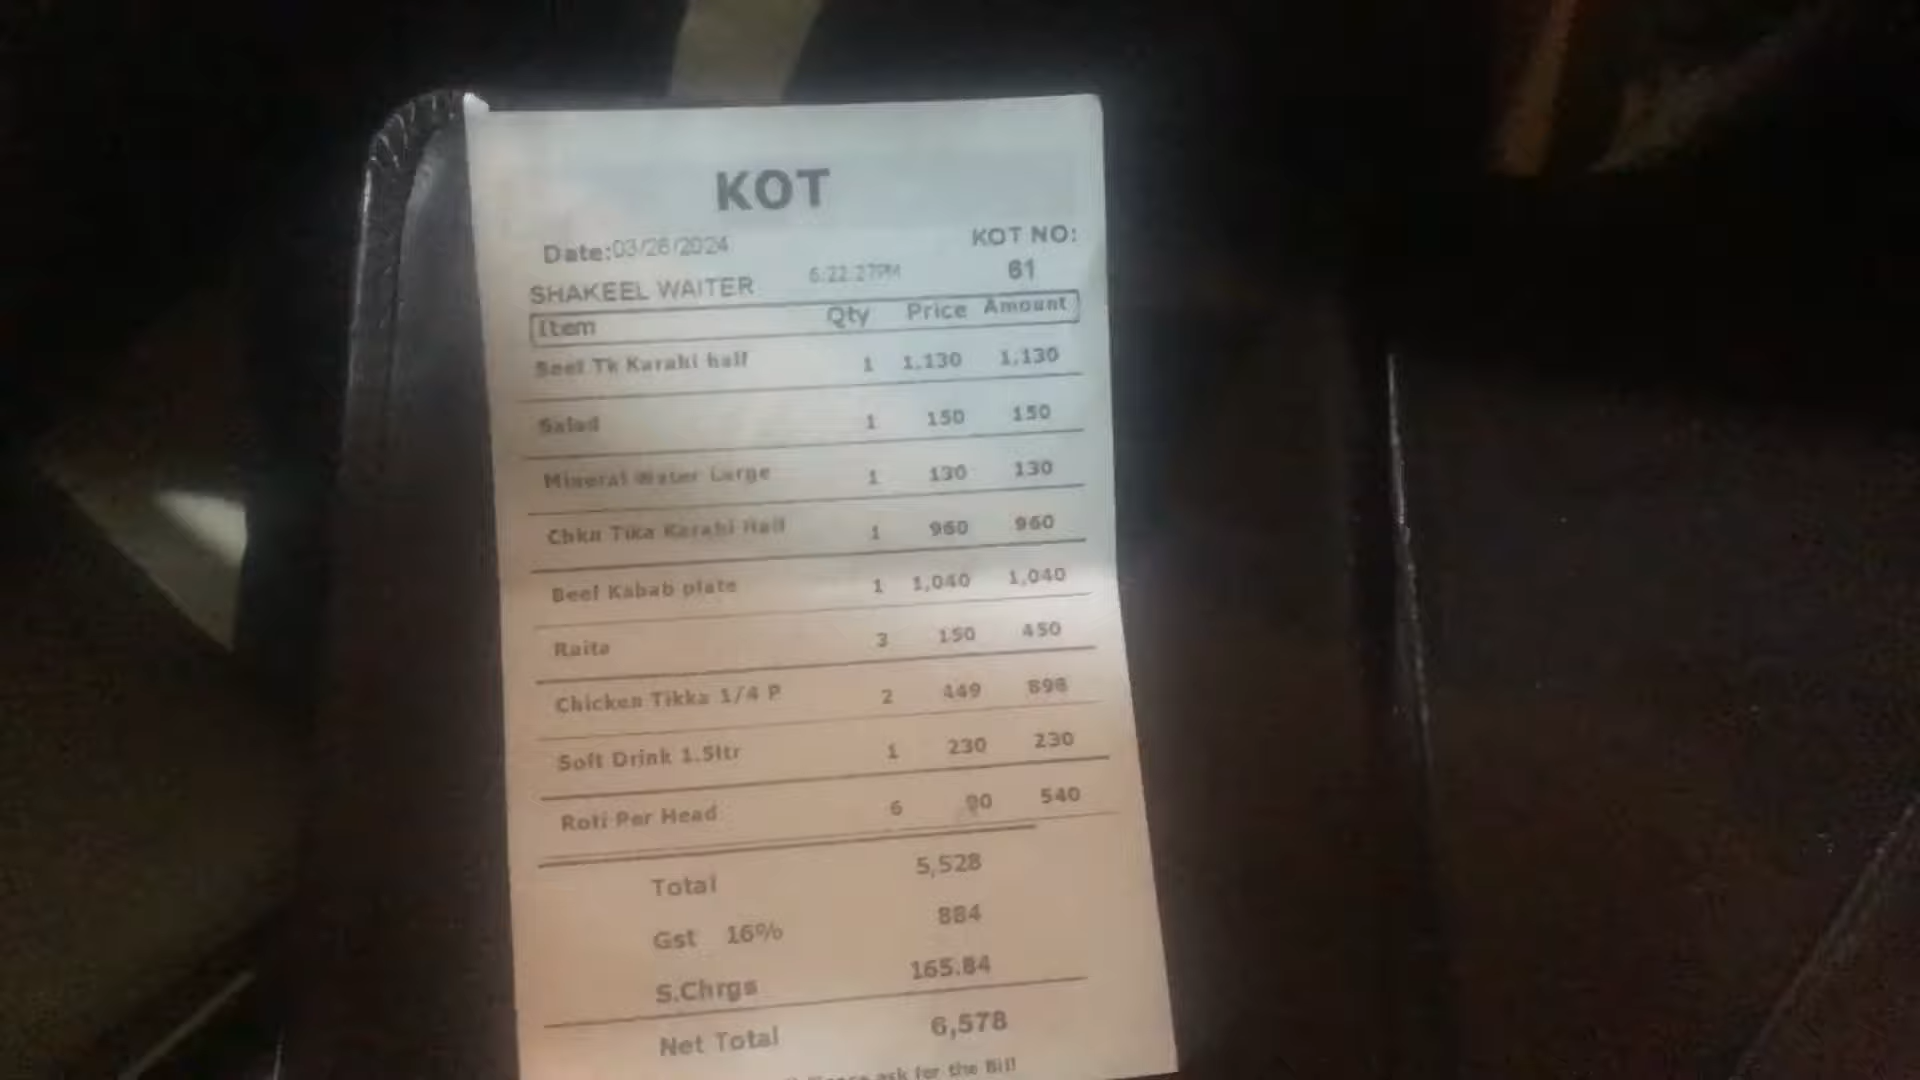 KOT
Date:03/26/2024 KOT NO:
SHAKEEL WAITER 6:22:27PM 61
Item Qty Price Amount
Beef Tk Karahi half 1 1,130 1,130
Salad 1 150 150
Mineral Water Large 1 130 130
Chkn Tika Karahi Half 1 960 960
Beef Kabab plate 1 1,040 1,040
Raita 3 150 450
Chicken Tikka 1/4 P 2 449 898
Soft Drink 1.5ltr 1 230 230
Roti Per Head 6 90 540
Total 5,528
Gst 16% 884
S.Chrgs 165.84
Net Total 6,578
ask for the Bill